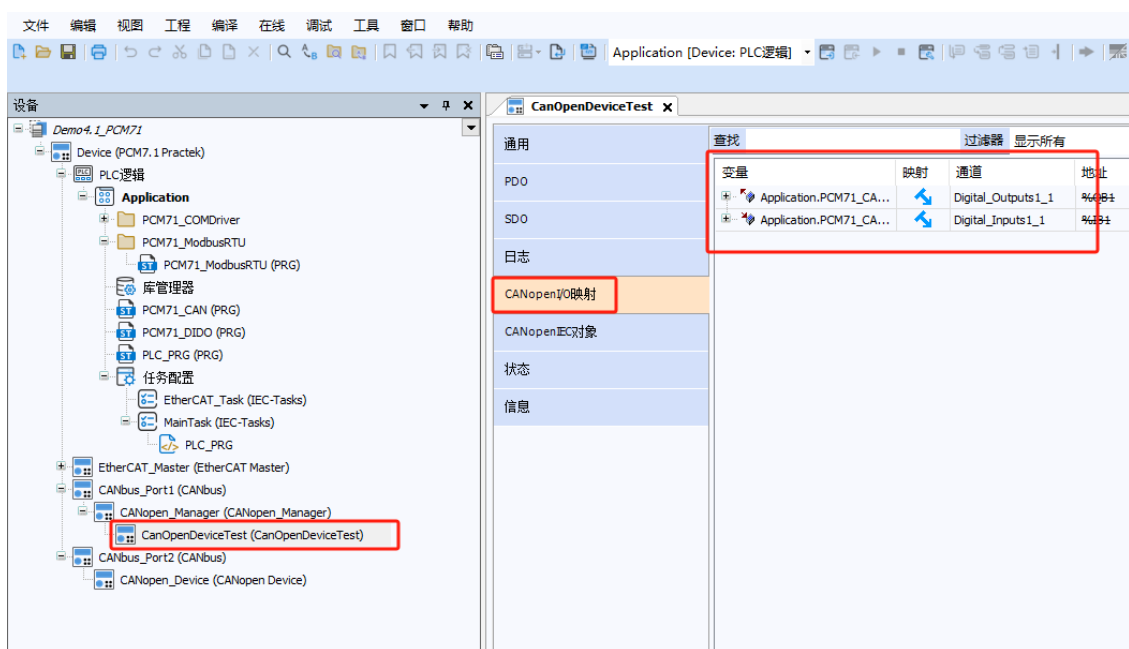 文件 编辑 视图 工程 编译 在线 调试 工具 窗口 帮助
Application [Device: PLC逻辑]
设备
Demo4.1_PCM71
Device (PCM7.1 Practek)
PLC逻辑
Application
PCM71_COMDriver
PCM71_ModbusRTU
PCM71_ModbusRTU (PRG)
库管理器
PCM71_CAN (PRG)
PCM71_DIDO (PRG)
PLC_PRG (PRG)
任务配置
EtherCAT_Task (IEC-Tasks)
MainTask (IEC-Tasks)
PLC_PRG
EtherCAT_Master (EtherCAT Master)
CANbus_Port1 (CANbus)
CANopen_Manager (CANopen_Manager)
CanOpenDeviceTest (CanOpenDeviceTest)
CANbus_Port2 (CANbus)
CANopen_Device (CANopen Device)
CanOpenDeviceTest
通用
PDO
SDO
日志
CANopenI/O映射
CANopenIEC对象
状态
信息
查找 过滤器 显示所有
变量 映射 通道 地址
Application.PCM71_CA... Digital_Outputs1_1 %QB1
Application.PCM71_CA... Digital_Inputs1_1 %IB1